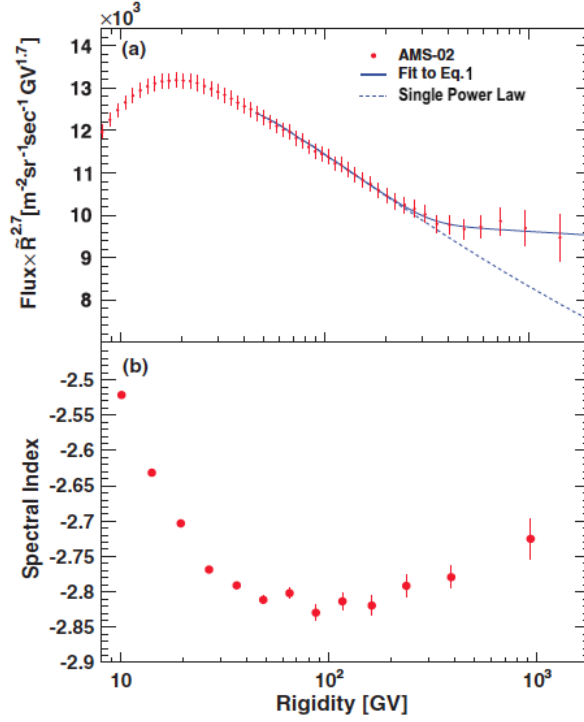 ×10³
(a)
AMS-02
Fit to Eq.1
Single Power Law
14
13
12
11
10
9
8
Flux× R̃²·⁷[m⁻²sr⁻¹sec⁻¹ GV¹·⁷]
(b)
-2.5
-2.55
-2.6
-2.65
-2.7
-2.75
-2.8
-2.85
-2.9
Spectral Index
10
10²
10³
Rigidity [GV]